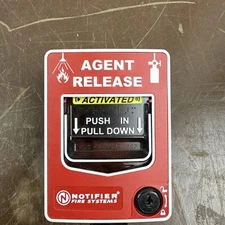 AGENT
RELEASE
ACTIVATED
PUSH IN
PULL DOWN
NOTIFIER®
FIRE SYSTEMS